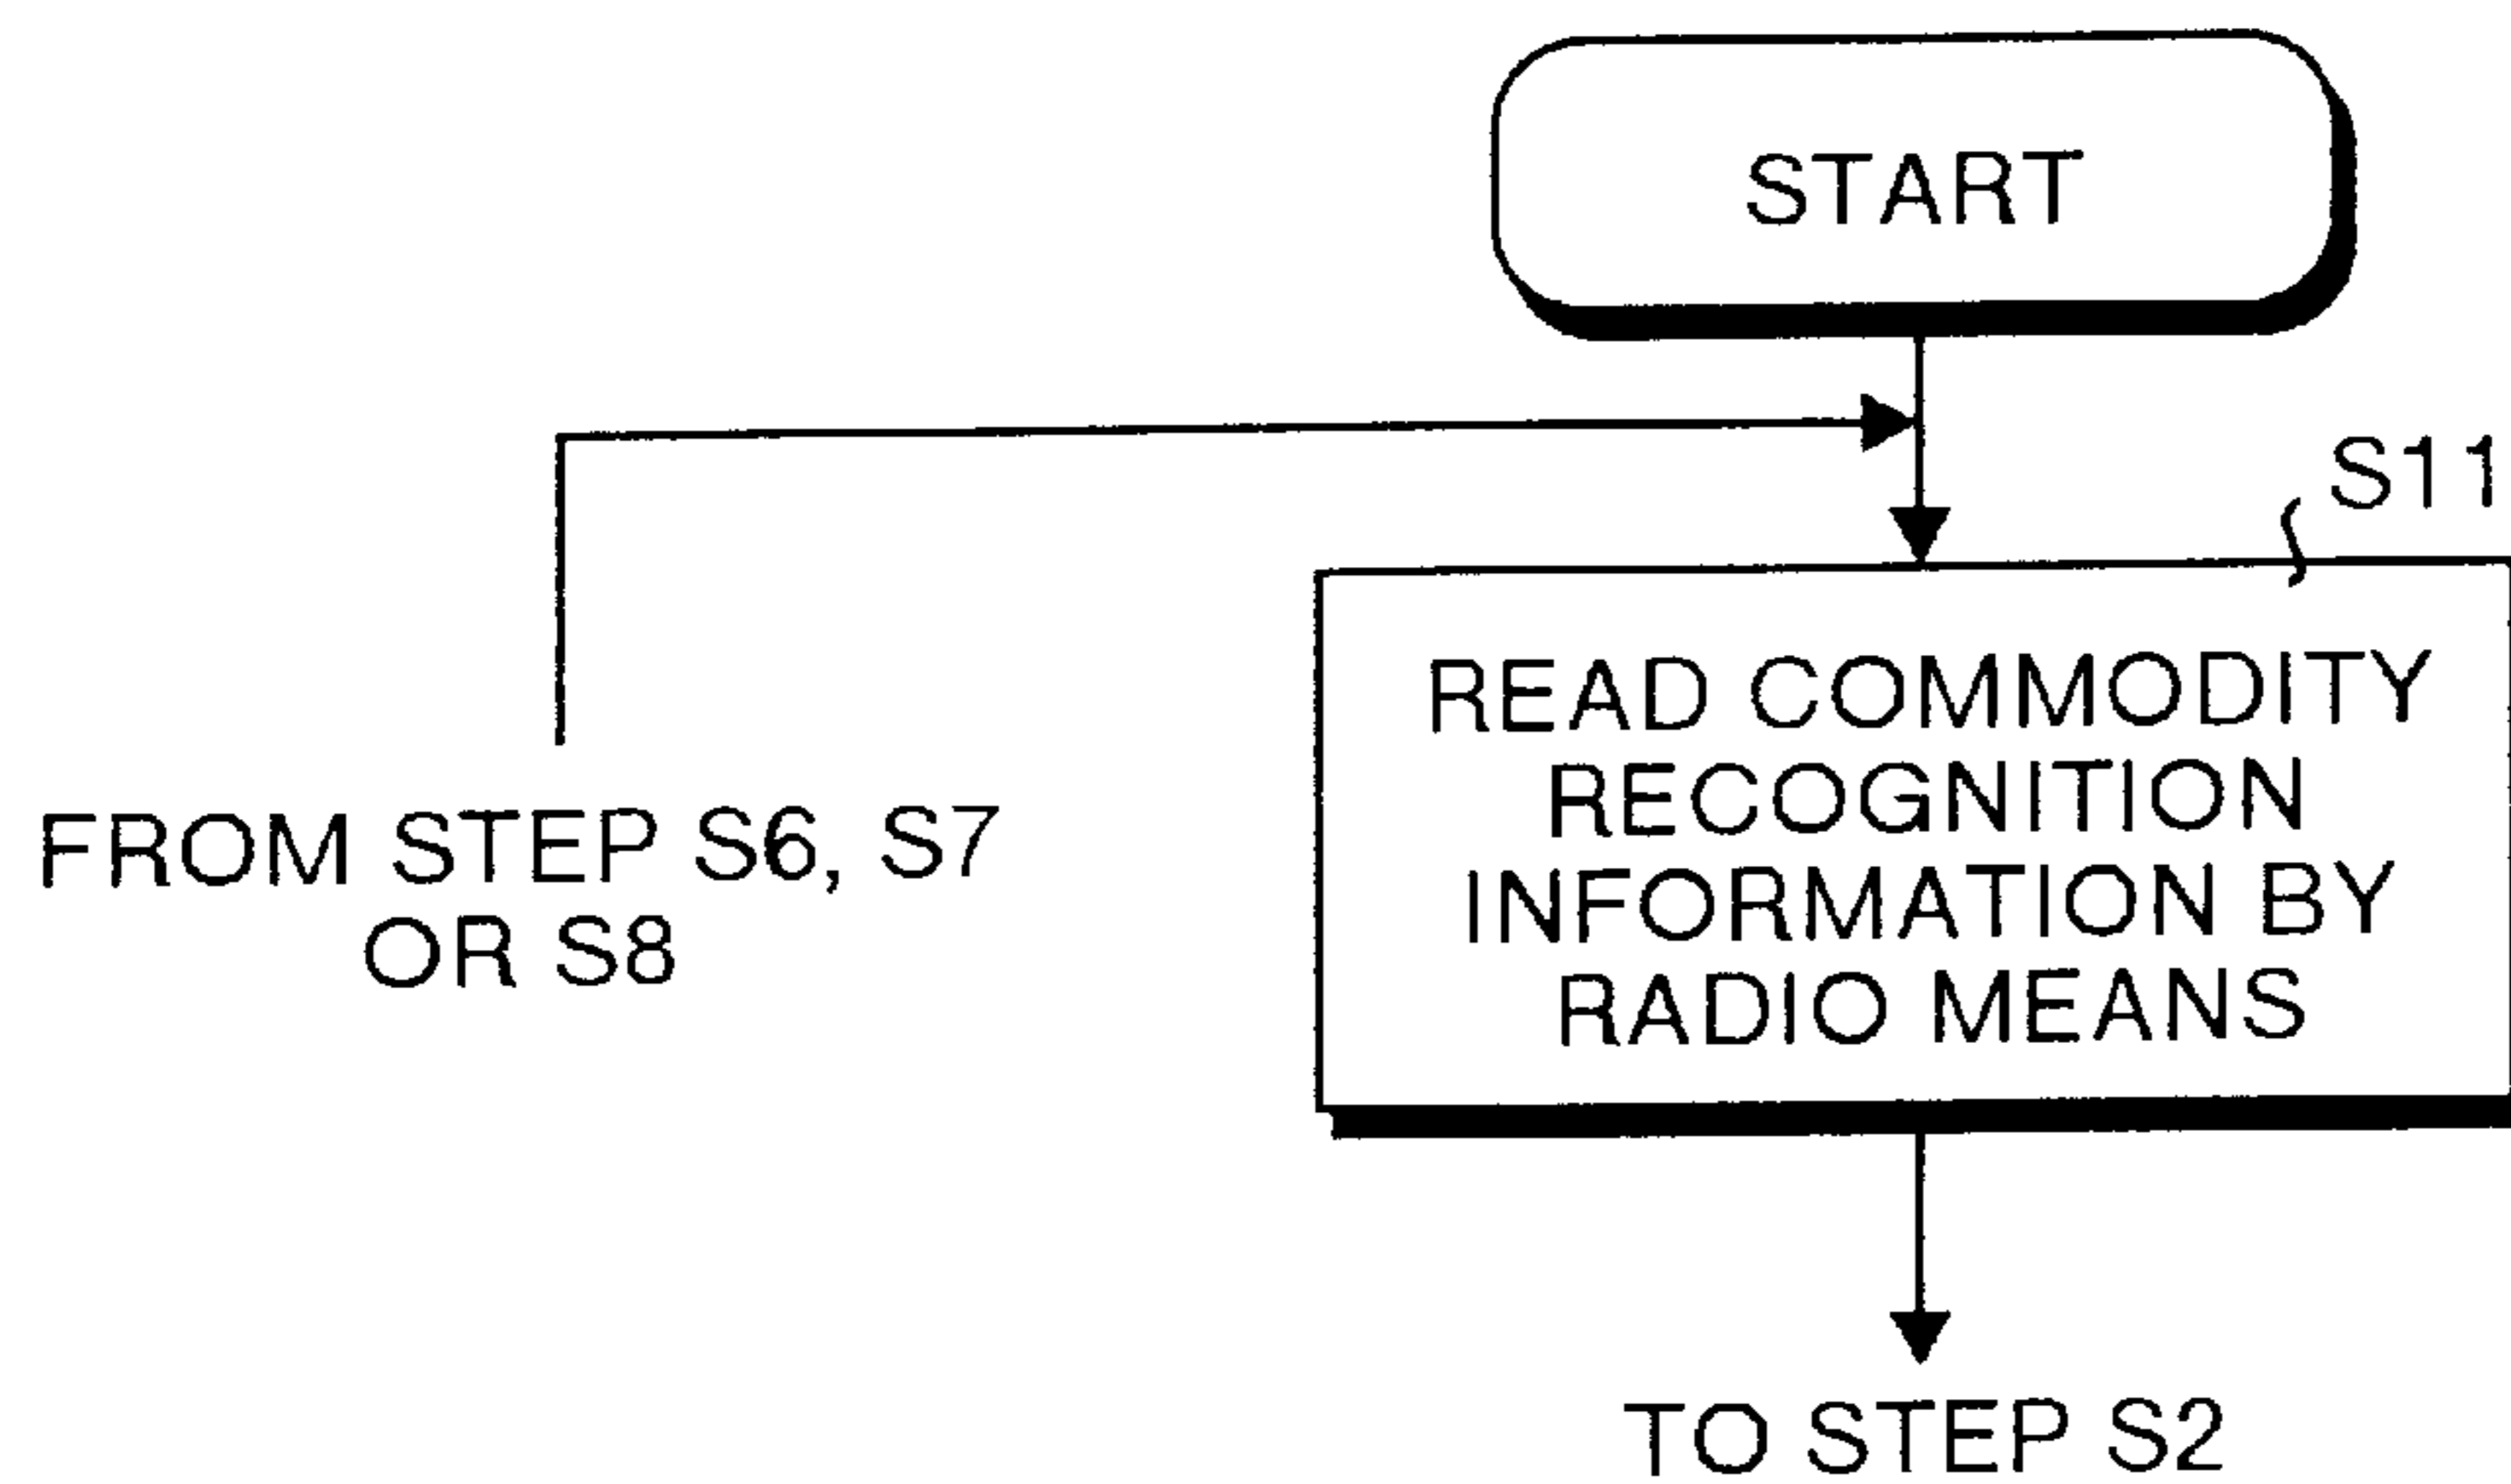 START
S11
READ COMMODITY
RECOGNITION
INFORMATION BY
RADIO MEANS
FROM STEP S6, S7
OR S8
TO STEP S2